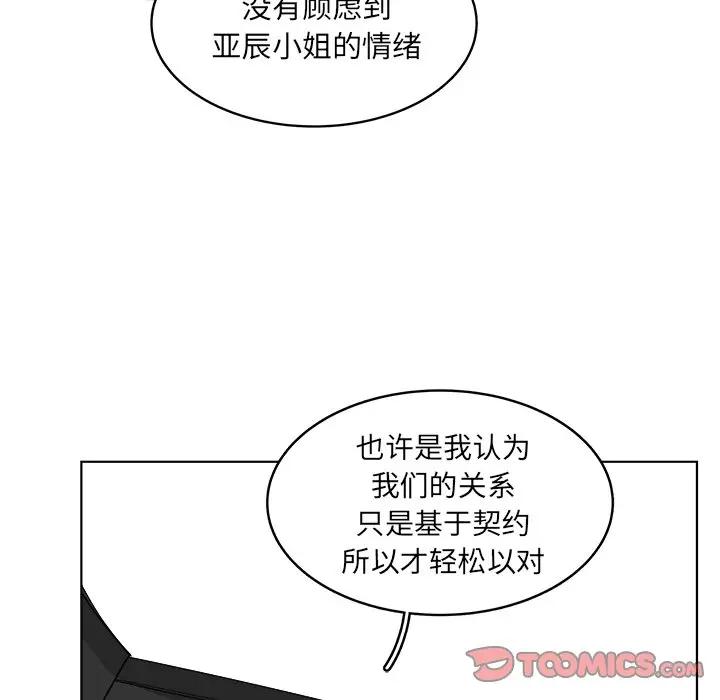 没有顾虑到
亚辰小姐的情绪
也许是我认为
我们的关系
只是基于契约
所以才轻松以对
TOOMICS.COM